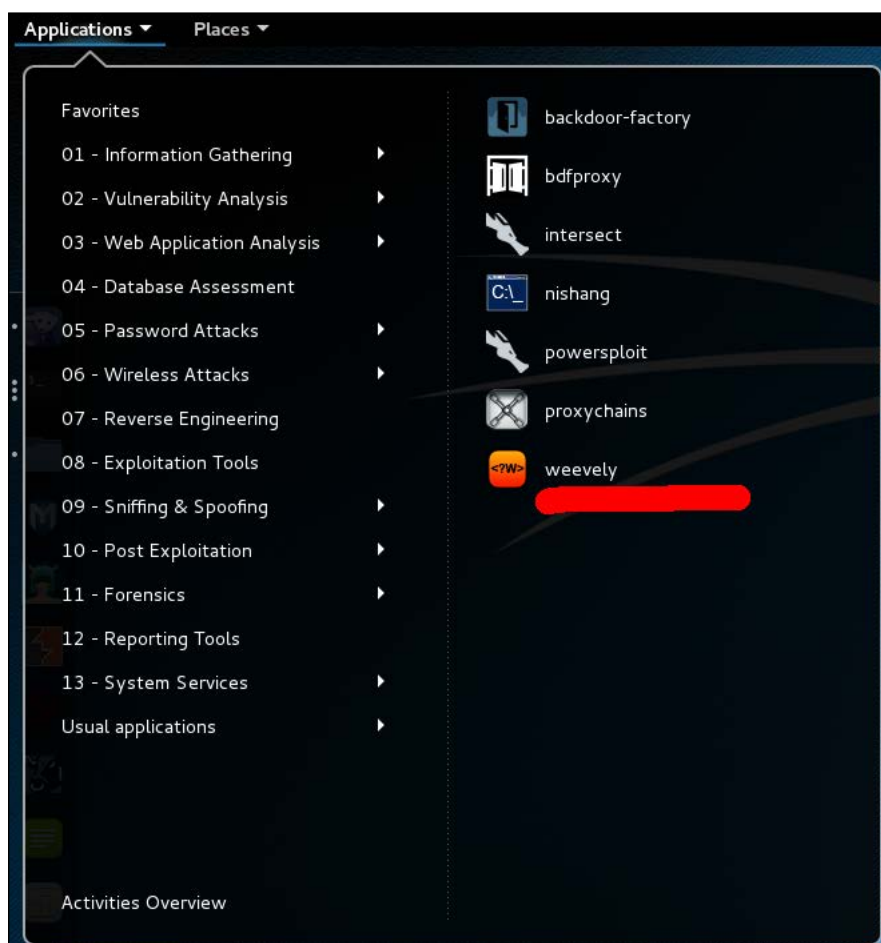 Applications Places
Favorites
01 - Information Gathering
02 - Vulnerability Analysis
03 - Web Application Analysis
04 - Database Assessment
05 - Password Attacks
06 - Wireless Attacks
07 - Reverse Engineering
08 - Exploitation Tools
09 - Sniffing & Spoofing
10 - Post Exploitation
11 - Forensics
12 - Reporting Tools
13 - System Services
Usual applications
Activities Overview
backdoor-factory
bdfproxy
intersect
C:\_ nishang
powersploit
proxychains
<?W> weevely